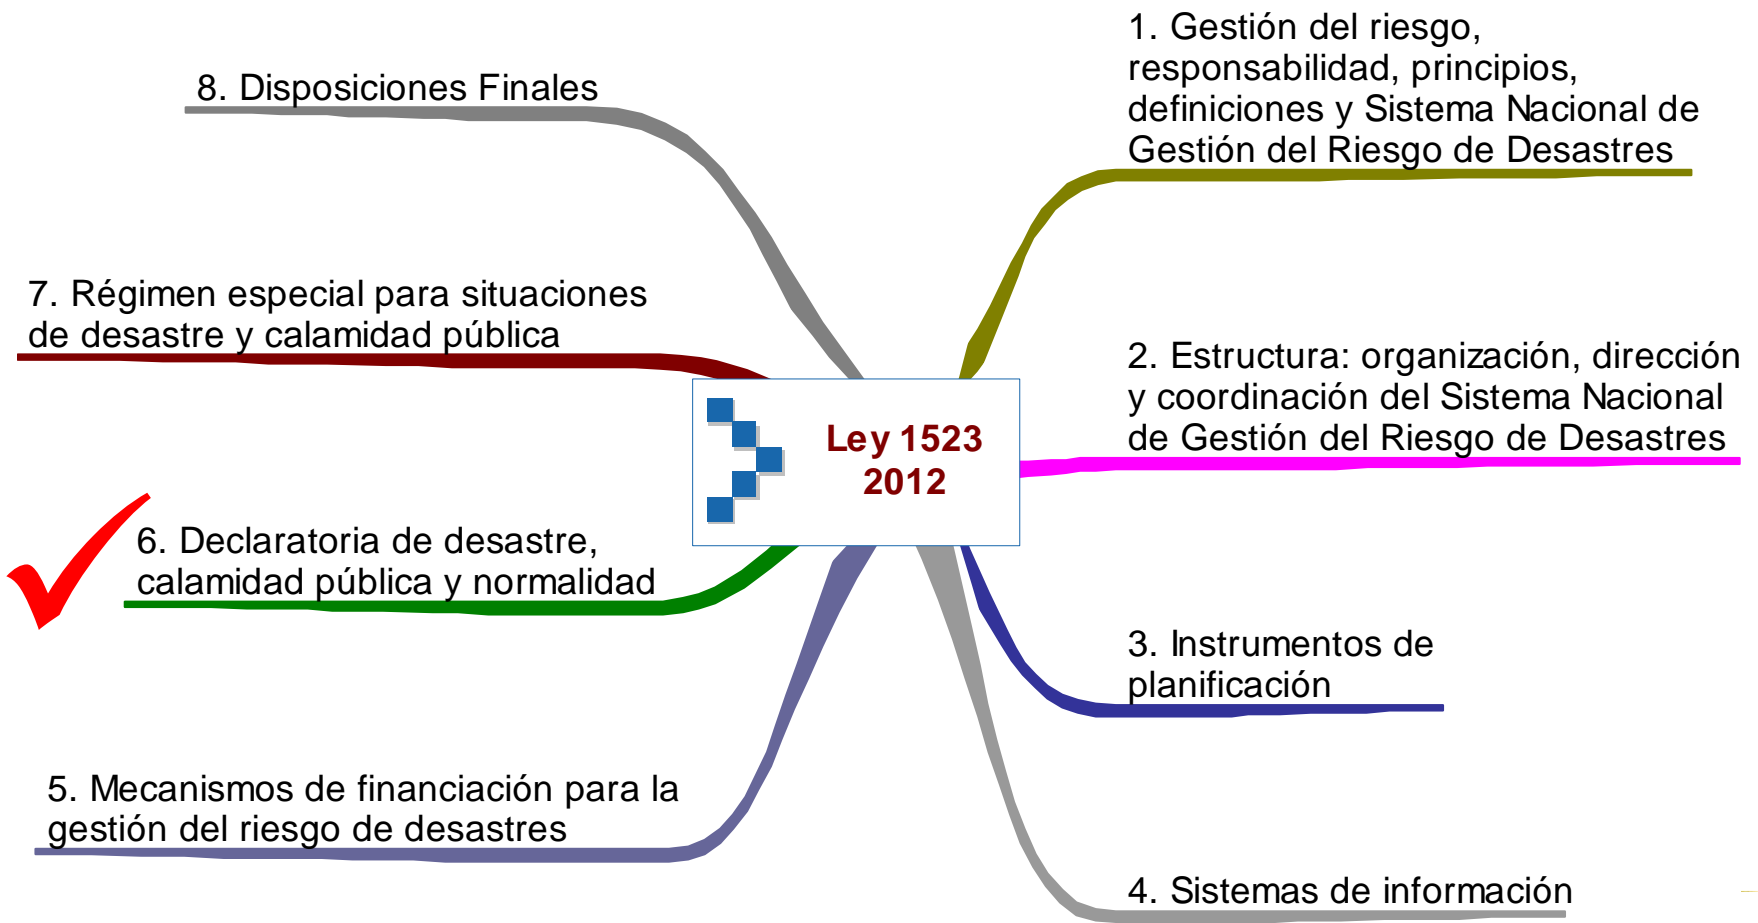 Ley 1523
2012
1. Gestión del riesgo,
responsabilidad, principios,
definiciones y Sistema Nacional de
Gestión del Riesgo de Desastres
2. Estructura: organización, dirección
y coordinación del Sistema Nacional
de Gestión del Riesgo de Desastres
3. Instrumentos de
planificación
4. Sistemas de información
5. Mecanismos de financiación para la
gestión del riesgo de desastres
6. Declaratoria de desastre,
calamidad pública y normalidad
7. Régimen especial para situaciones
de desastre y calamidad pública
8. Disposiciones Finales